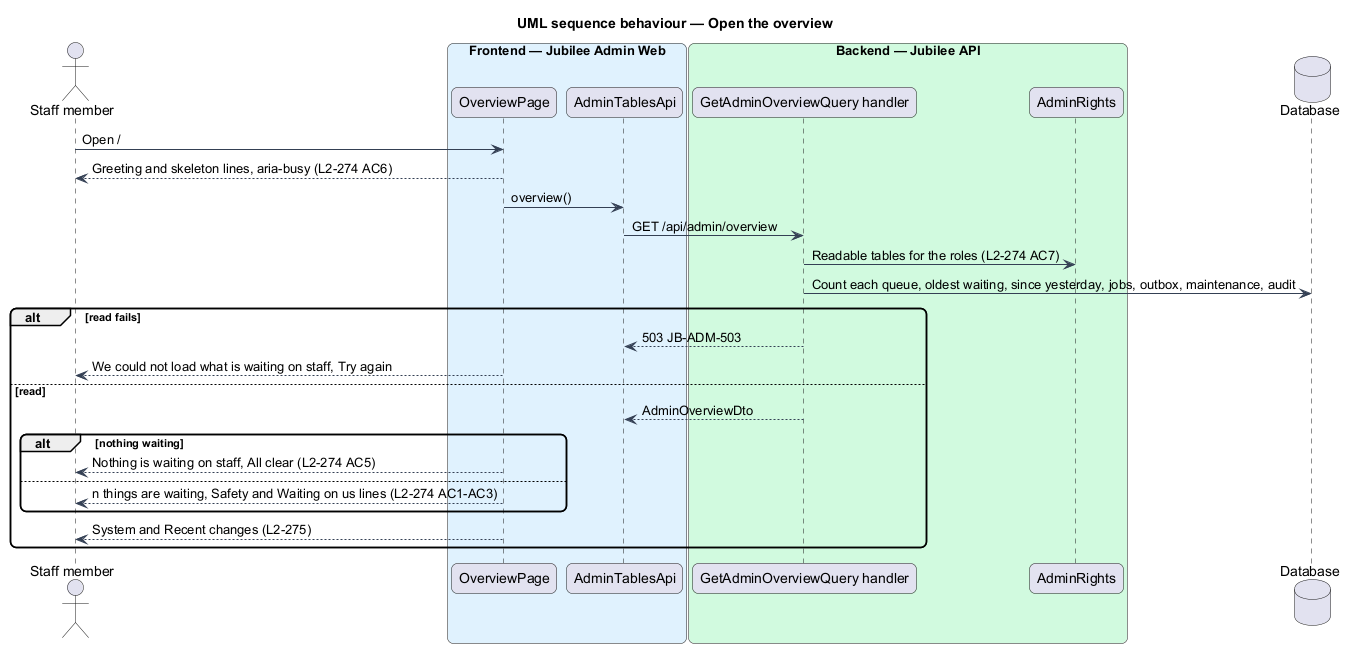 UML sequence behaviour — Open the overview
Frontend — Jubilee Admin Web
Backend — Jubilee API
Staff member
OverviewPage
AdminTablesApi
GetAdminOverviewQuery handler
AdminRights
Database
Open /
Greeting and skeleton lines, aria-busy (L2-274 AC6)
overview()
GET /api/admin/overview
Readable tables for the roles (L2-274 AC7)
Count each queue, oldest waiting, since yesterday, jobs, outbox, maintenance, audit
alt
[read fails]
503 JB-ADM-503
We could not load what is waiting on staff, Try again
[read]
AdminOverviewDto
alt
[nothing waiting]
Nothing is waiting on staff, All clear (L2-274 AC5)
n things are waiting, Safety and Waiting on us lines (L2-274 AC1-AC3)
System and Recent changes (L2-275)
Staff member
OverviewPage
AdminTablesApi
GetAdminOverviewQuery handler
AdminRights
Database